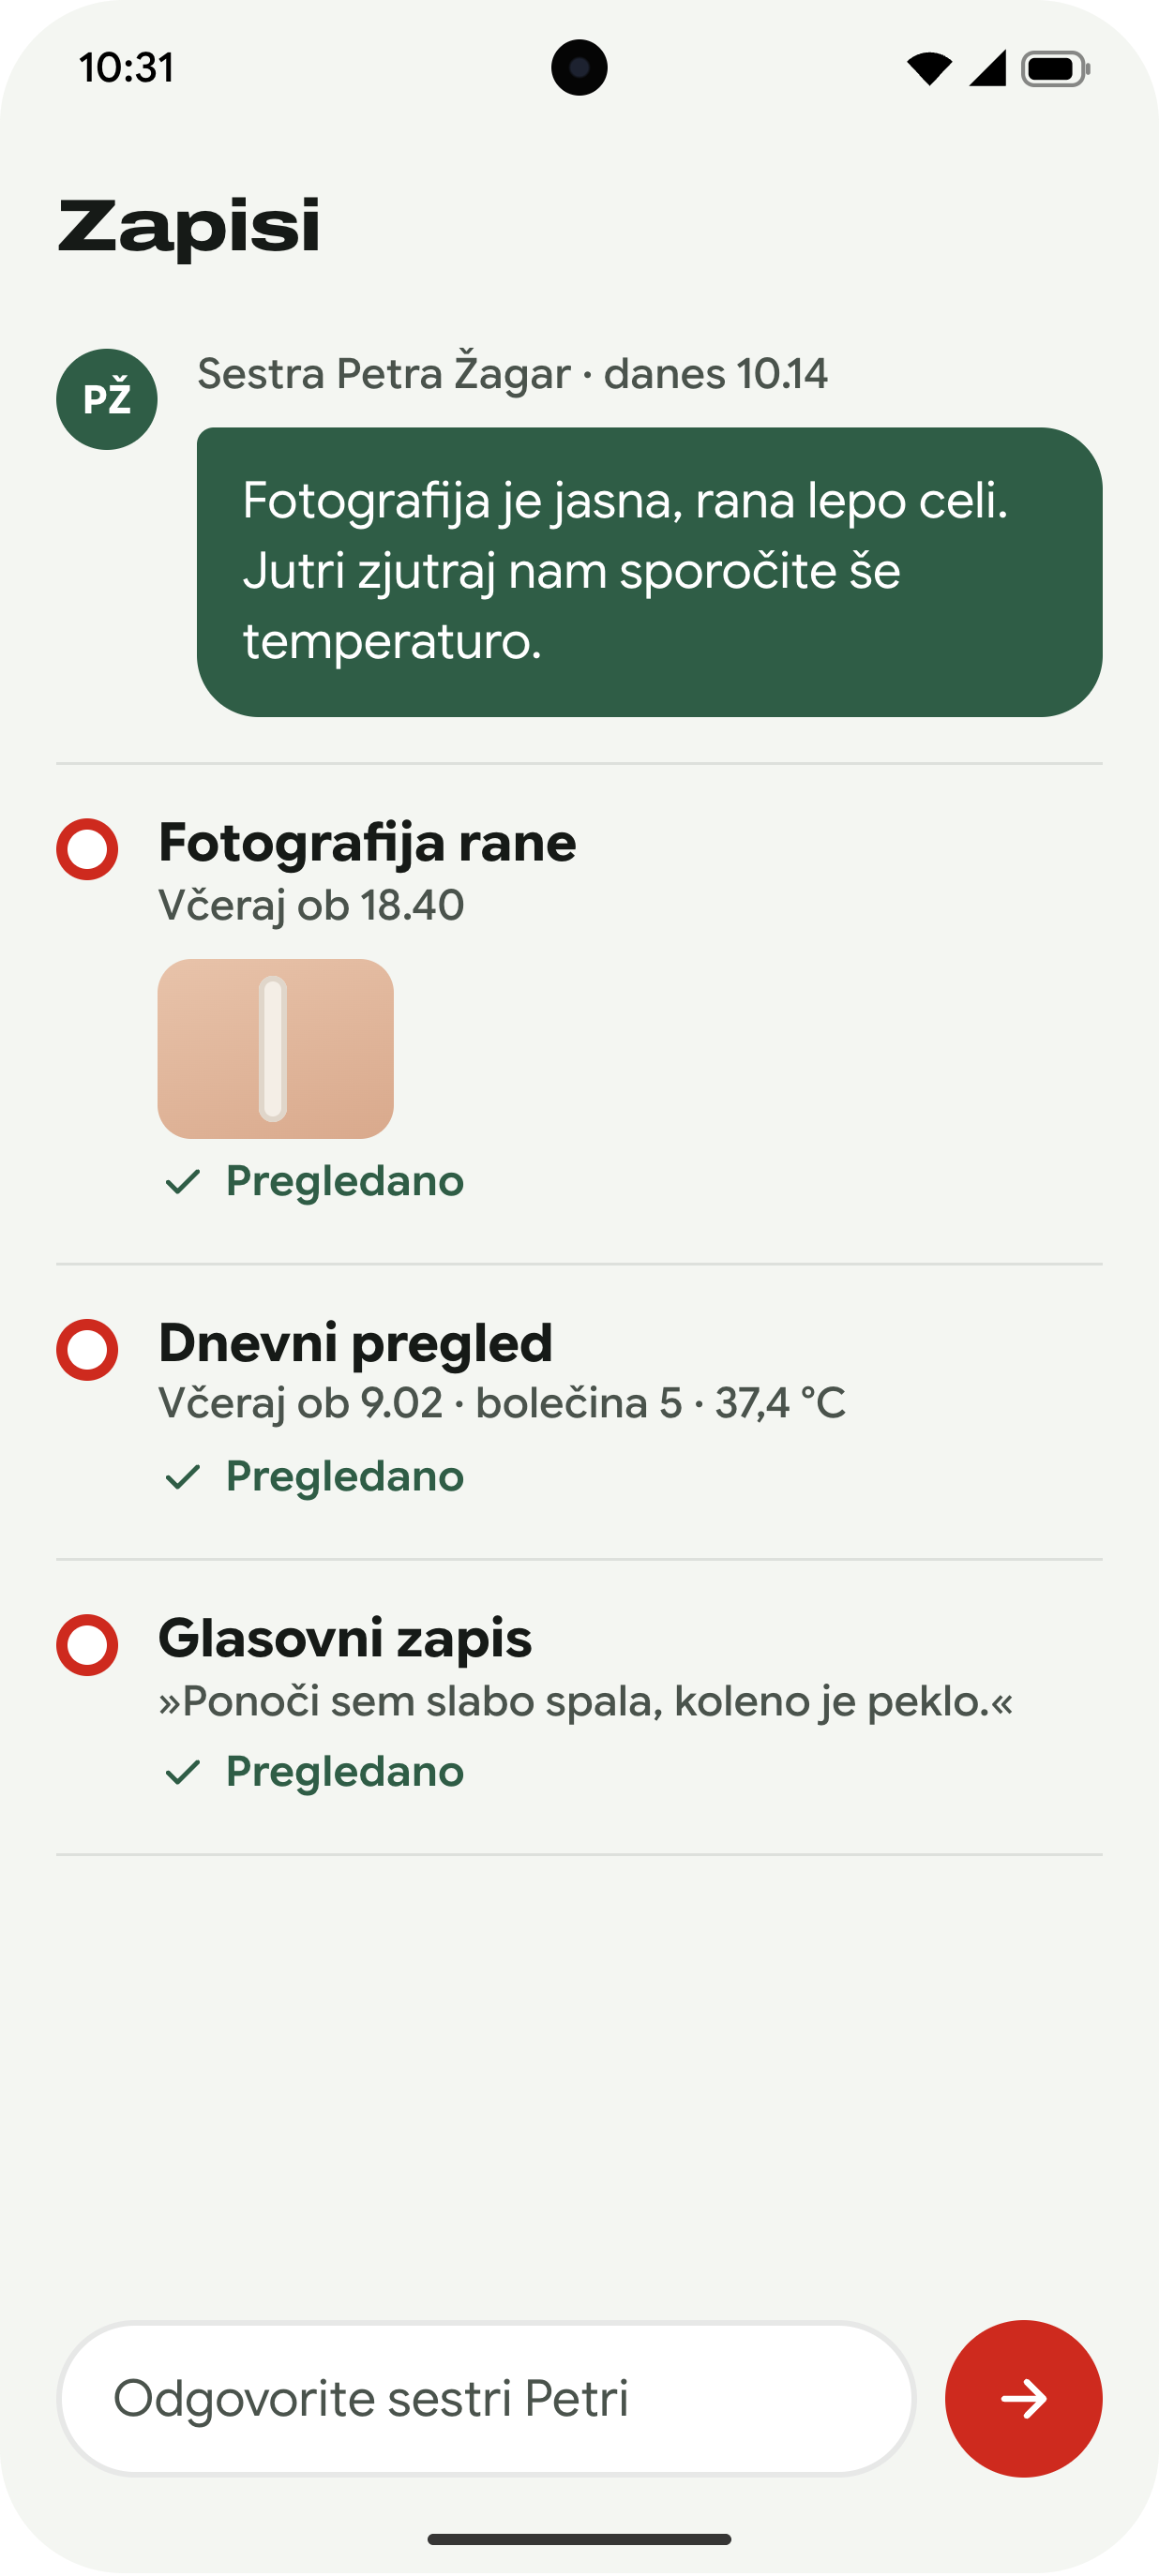 10:31
Zapisi
PŽ
Sestra Petra Žagar · danes 10.14
Fotografija je jasna, rana lepo celi.
Jutri zjutraj nam sporočite še
temperaturo.
Fotografija rane
Včeraj ob 18.40
Pregledano
Dnevni pregled
Včeraj ob 9.02 · bolečina 5 · 37,4 °C
Pregledano
Glasovni zapis
»Ponoči sem slabo spala, koleno je peklo.«
Pregledano
Odgovorite sestri Petri